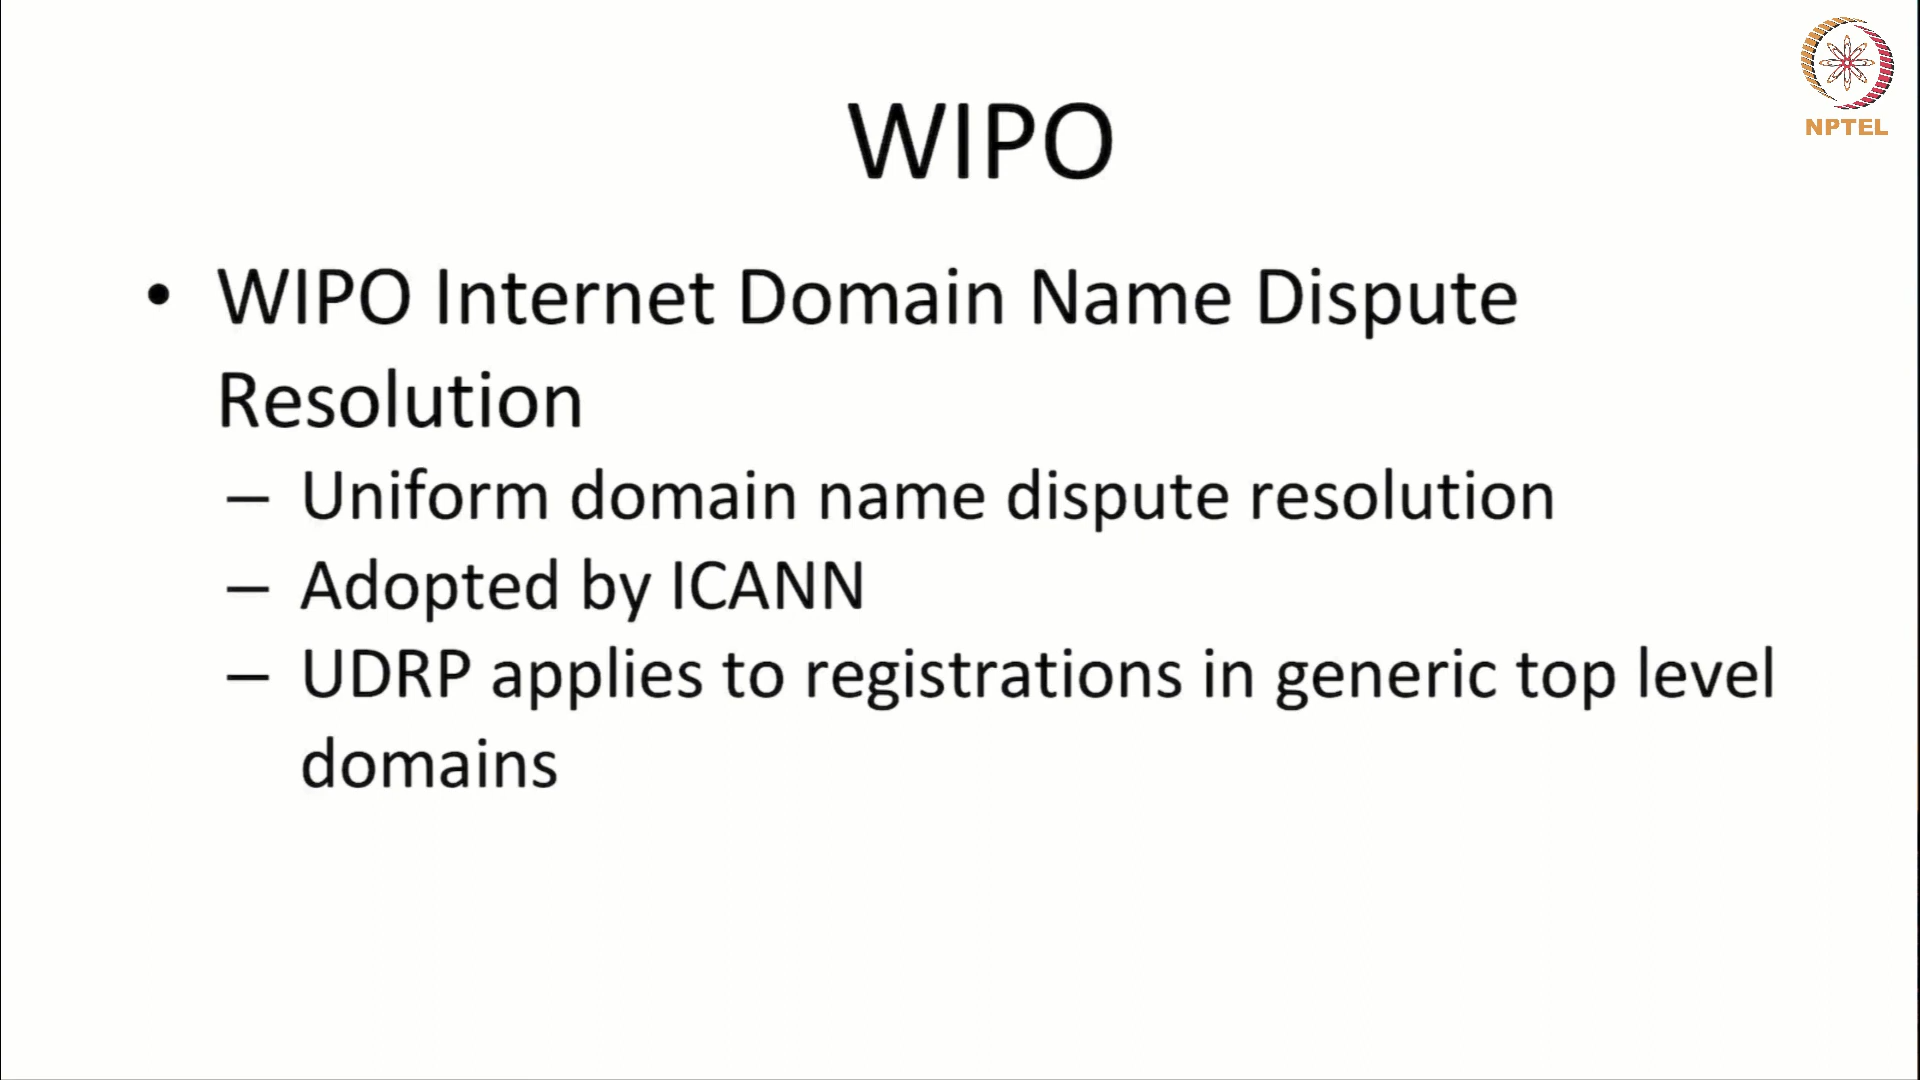 NPTEL
WIPO
• WIPO Internet Domain Name Dispute
Resolution
– Uniform domain name dispute resolution
– Adopted by ICANN
– UDRP applies to registrations in generic top level
domains